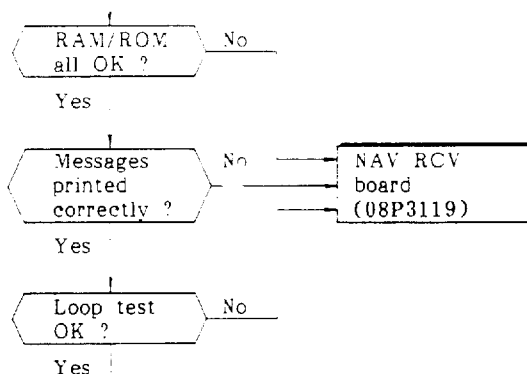 RAM/ROM
all OK ?
No
Yes
Messages
printed
correctly ?
No
NAV RCV
board
(08P3119)
Yes
Loop test
OK ?
No
Yes